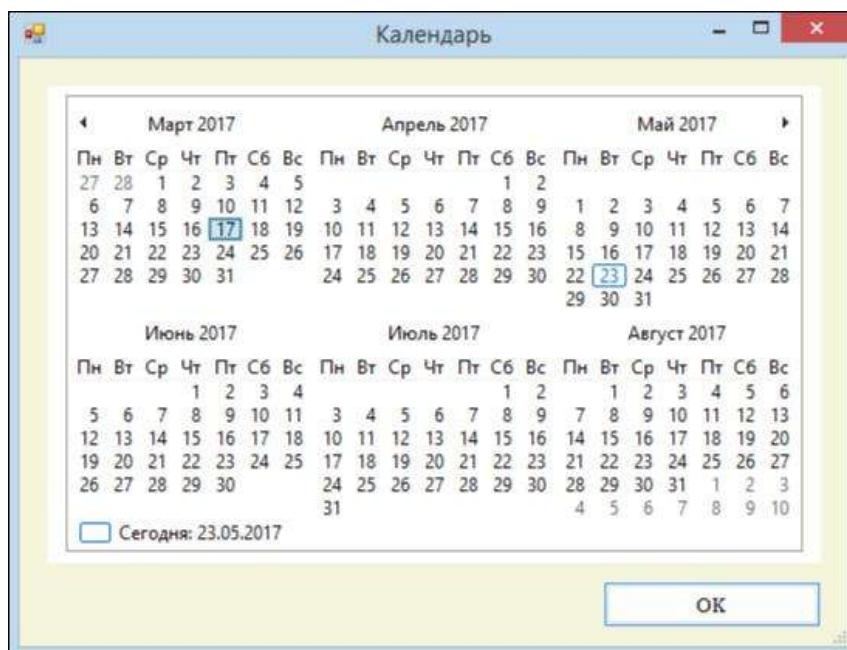 Календарь
Март 2017 Апрель 2017 Май 2017
Пн Вт Ср Чт Пт Сб Вс Пн Вт Ср Чт Пт Сб Вс Пн Вт Ср Чт Пт Сб Вс
27 28 1 2 3 4 5 1 2
6 7 8 9 10 11 12 3 4 5 6 7 8 9 1 2 3 4 5 6 7
13 14 15 16 17 18 19 10 11 12 13 14 15 16 8 9 10 11 12 13 14
20 21 22 23 24 25 26 17 18 19 20 21 22 23 15 16 17 18 19 20 21
27 28 29 30 31 24 25 26 27 28 29 30 22 23 24 25 26 27 28
29 30 31
Июнь 2017 Июль 2017 Август 2017
Пн Вт Ср Чт Пт Сб Вс Пн Вт Ср Чт Пт Сб Вс Пн Вт Ср Чт Пт Сб Вс
1 2 3 4 1 2 1 2 3 4 5 6
5 6 7 8 9 10 11 3 4 5 6 7 8 9 7 8 9 10 11 12 13
12 13 14 15 16 17 18 10 11 12 13 14 15 16 14 15 16 17 18 19 20
19 20 21 22 23 24 25 17 18 19 20 21 22 23 21 22 23 24 25 26 27
26 27 28 29 30 24 25 26 27 28 29 30 28 29 30 31 1 2 3
31 4 5 6 7 8 9 10
Сегодня: 23.05.2017
ОК